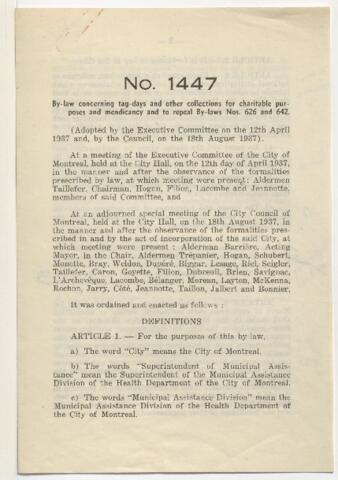 No. 1447
By-law concerning tag-days and other collections for charitable pur-
poses and mendicancy and to repeal By-laws Nos. 626 and 642.
(Adopted by the Executive Committee on the 12th April
1937 and, by the Council, on the 18th August 1937).
At a meeting of the Executive Committee of the City of
Montreal, held at the City Hall, on the 12th day of April 1937,
in the manner and after the observance of the formalities
prescribed by law, at which meeting were present: Aldermen
Taillefer, Chairman, Hogan, Filion, Lacombe and Jeannotte,
members of said Committee, and
At an adjourned special meeting of the City Council of
Montreal, held at the City Hall, on the 18th August 1937, in
the manner and after the observance of the formalities pres-
cribed in and by the act of incorporation of the said City, at
which meeting were present : Alderman Barrière, Acting
Mayor, in the Chair, Aldermen Trépanier, Hogan, Schubert,
Monette, Bray, Weldon, Dupéré, Biggar, Lesage, Riel, Seigler,
Taillefer, Caron, Goyette, Filion, Dubreuil, Brien, Savignac,
L'Archevêque, Lacombe, Bélanger, Moreau, Layton, McKenna,
Rochon, Jarry, Côté, Jeannotte, Taillon, Jalbert and Bonnier,
It was ordained and enacted as follows :
DEFINITIONS
ARTICLE 1. — For the purposes of this by law,
a) The word "City" means the City of Montreal.
b) The words "Superintendent of Municipal Assis-
tance" mean the Superintendent of the Municipal Assistance
Division of the Health Department of the City of Montreal.
c) The words "Municipal Assistance Division" mean the
Municipal Assistance Division of the Health Department of
the City of Montreal.